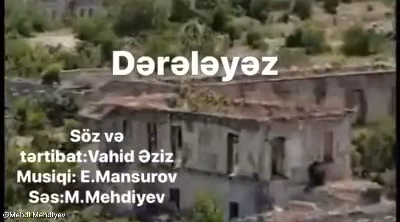 Dərələyəz
Söz və
tərtibat:Vahid Əziz
Musiqi: E.Mansurov
Səs:M.Mehdiyev
©Mehdi Mehdiyev